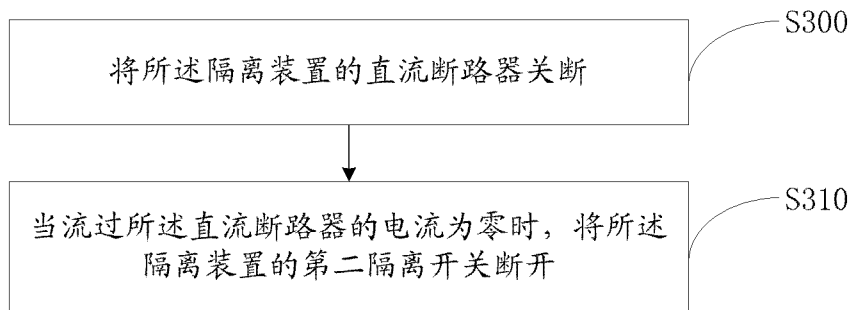 S300
将所述隔离装置的直流断路器关断
S310
当流过所述直流断路器的电流为零时，将所述
隔离装置的第二隔离开关断开